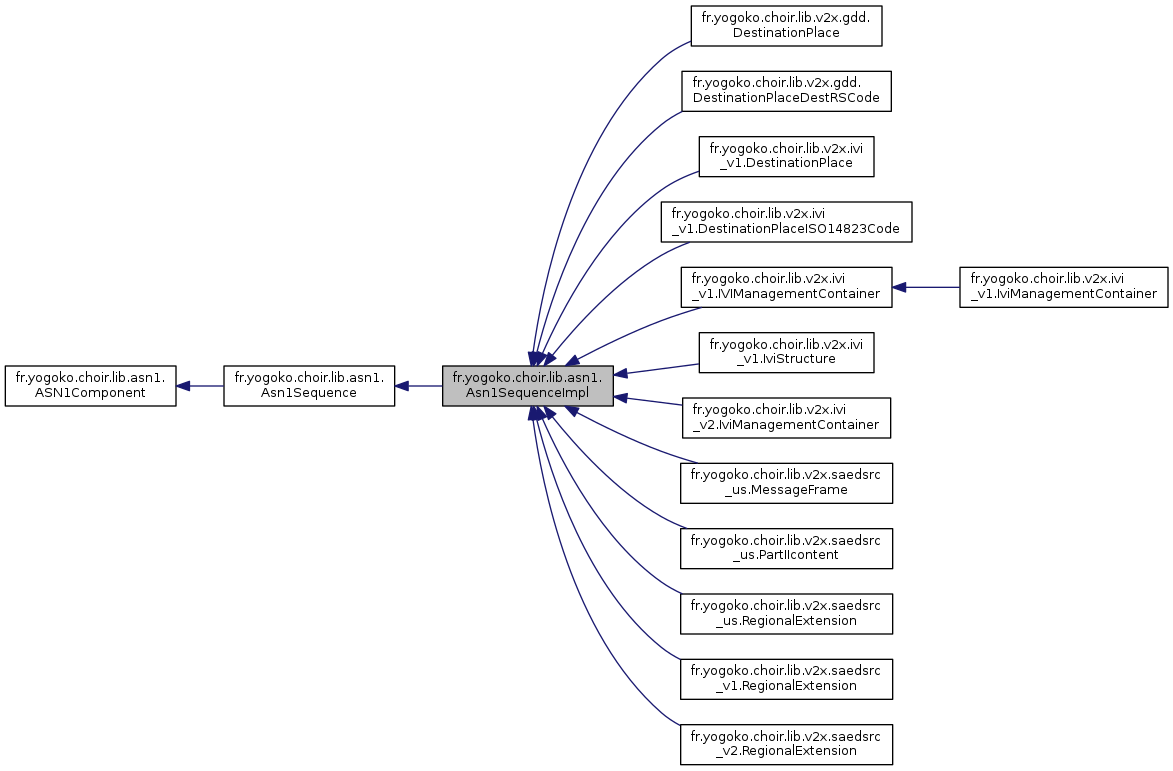 fr.yogoko.choir.lib.v2x.gdd.
DestinationPlace
fr.yogoko.choir.lib.v2x.gdd.
DestinationPlaceDestRSCode
fr.yogoko.choir.lib.v2x.ivi
_v1.DestinationPlace
fr.yogoko.choir.lib.v2x.ivi
_v1.DestinationPlaceISO14823Code
fr.yogoko.choir.lib.v2x.ivi
_v1.IVIManagementContainer
fr.yogoko.choir.lib.v2x.ivi
_v1.IviManagementContainer
fr.yogoko.choir.lib.v2x.ivi
_v1.IviStructure
fr.yogoko.choir.lib.asn1.
ASN1Component
fr.yogoko.choir.lib.asn1.
Asn1Sequence
fr.yogoko.choir.lib.asn1.
Asn1SequenceImpl
fr.yogoko.choir.lib.v2x.ivi
_v2.IviManagementContainer
fr.yogoko.choir.lib.v2x.saedsrc
_us.MessageFrame
fr.yogoko.choir.lib.v2x.saedsrc
_us.PartIIcontent
fr.yogoko.choir.lib.v2x.saedsrc
_us.RegionalExtension
fr.yogoko.choir.lib.v2x.saedsrc
_v1.RegionalExtension
fr.yogoko.choir.lib.v2x.saedsrc
_v2.RegionalExtension